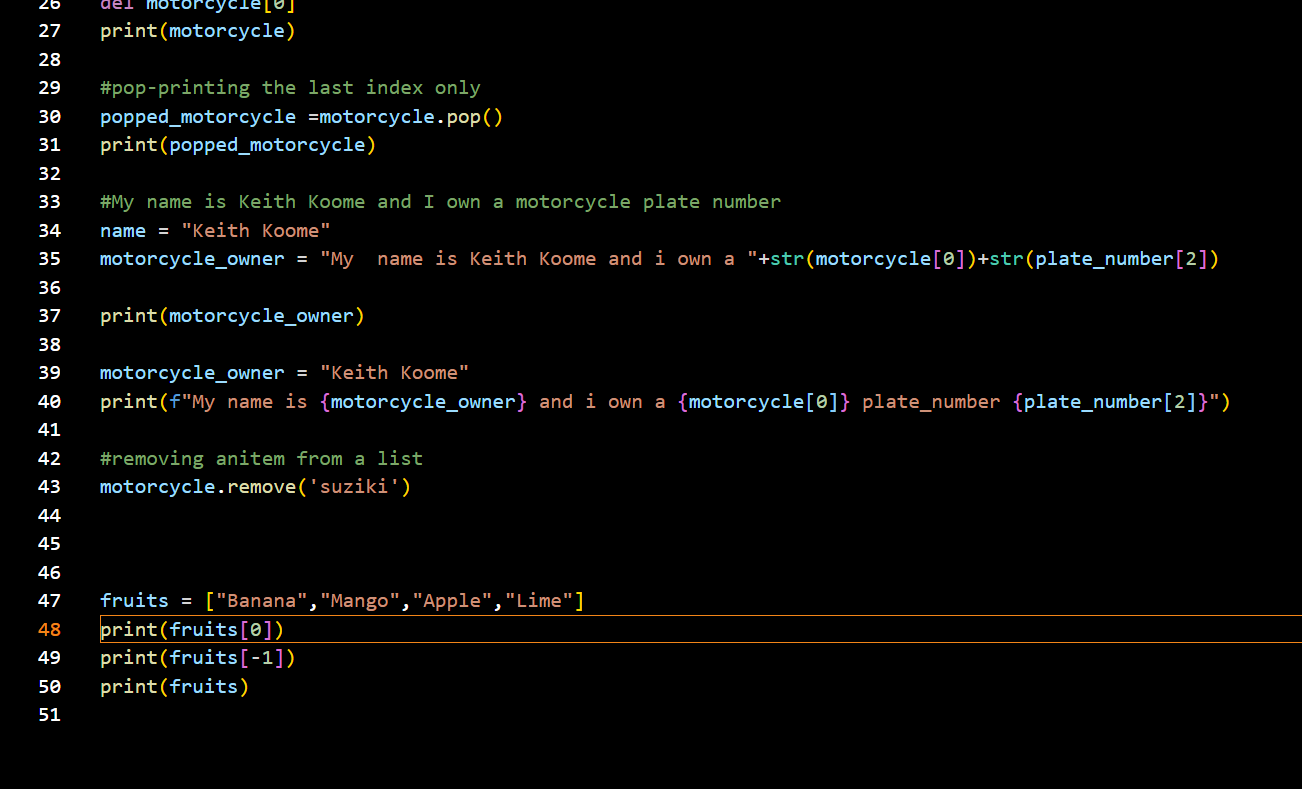 26 del motorcycle[0]
27 print(motorcycle)
28
29 #pop-printing the last index only
30 popped_motorcycle =motorcycle.pop()
31 print(popped_motorcycle)
32
33 #My name is Keith Koome and I own a motorcycle plate number
34 name = "Keith Koome"
35 motorcycle_owner = "My  name is Keith Koome and i own a "+str(motorcycle[0])+str(plate_number[2])
36
37 print(motorcycle_owner)
38
39 motorcycle_owner = "Keith Koome"
40 print(f"My name is {motorcycle_owner} and i own a {motorcycle[0]} plate_number {plate_number[2]}")
41
42 #removing anitem from a list
43 motorcycle.remove('suziki')
44
45
46
47 fruits = ["Banana","Mango","Apple","Lime"]
48 print(fruits[0])
49 print(fruits[-1])
50 print(fruits)
51